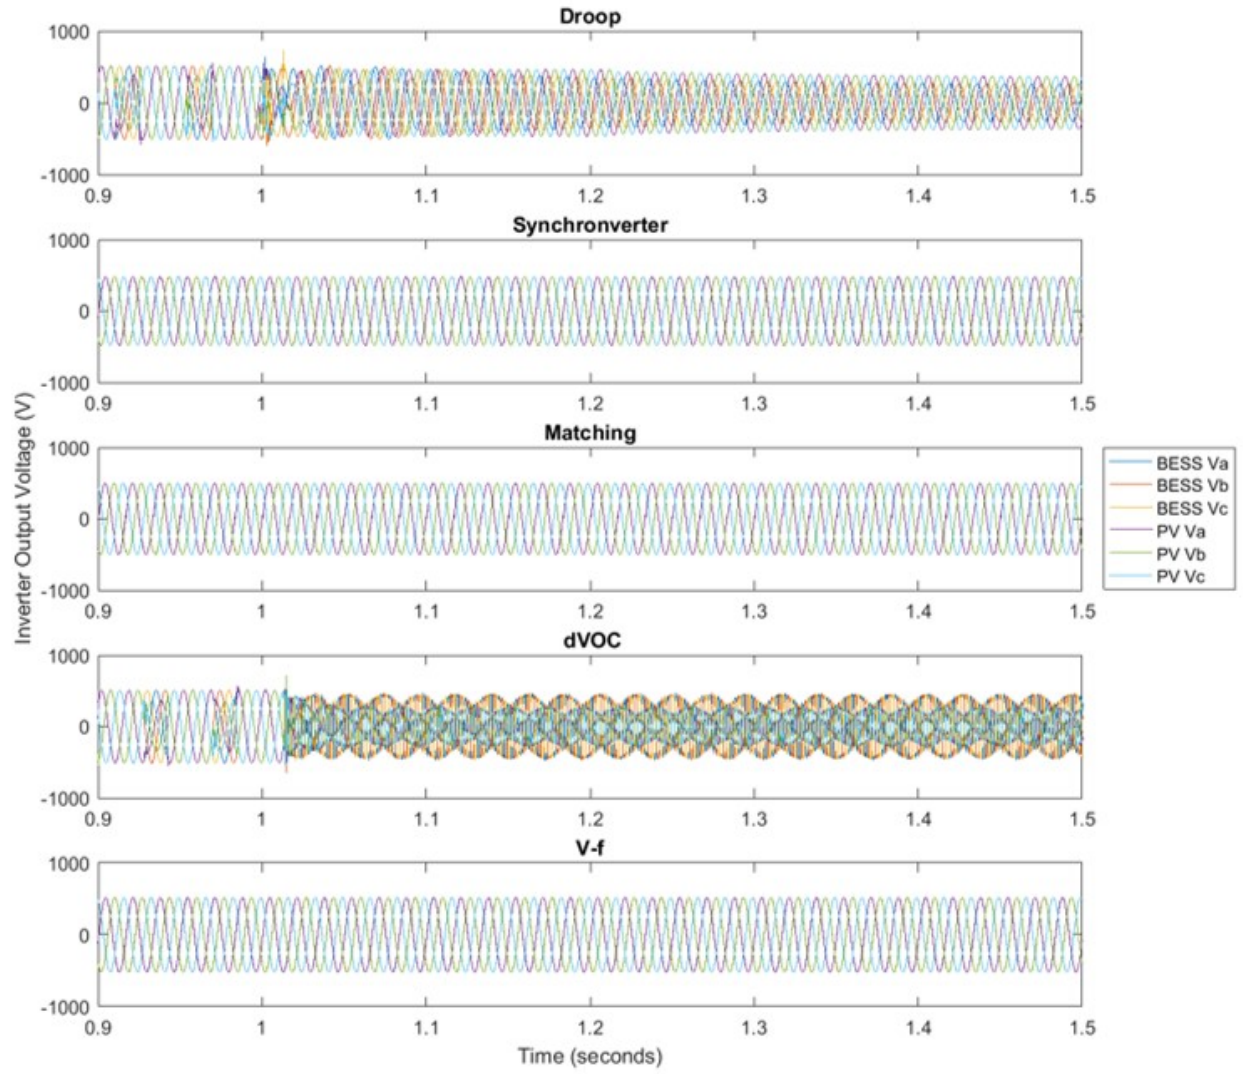 Droop
1000
0
-1000
0.9 1 1.1 1.2 1.3 1.4 1.5
Synchronverter
1000
0
-1000
0.9 1 1.1 1.2 1.3 1.4 1.5
Inverter Output Voltage (V)
Matching
1000
0
-1000
0.9 1 1.1 1.2 1.3 1.4 1.5
BESS Va
BESS Vb
BESS Vc
PV Va
PV Vb
PV Vc
dVOC
1000
0
-1000
0.9 1 1.1 1.2 1.3 1.4 1.5
V-f
1000
0
-1000
0.9 1 1.1 1.2 1.3 1.4 1.5
Time (seconds)